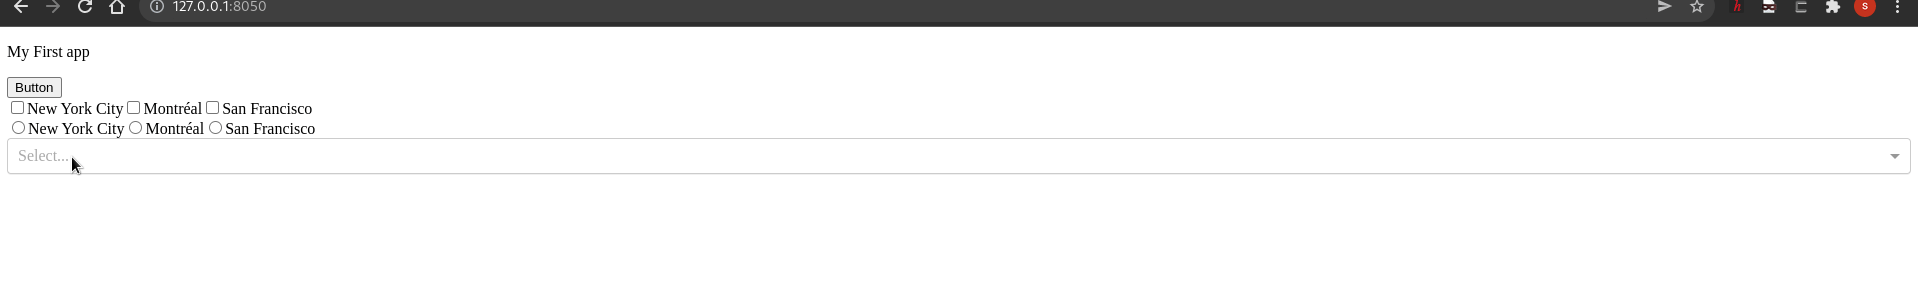 127.0.0.1:8050
h S
My First app
Button
New York City Montréal San Francisco
New York City Montréal San Francisco
Select...